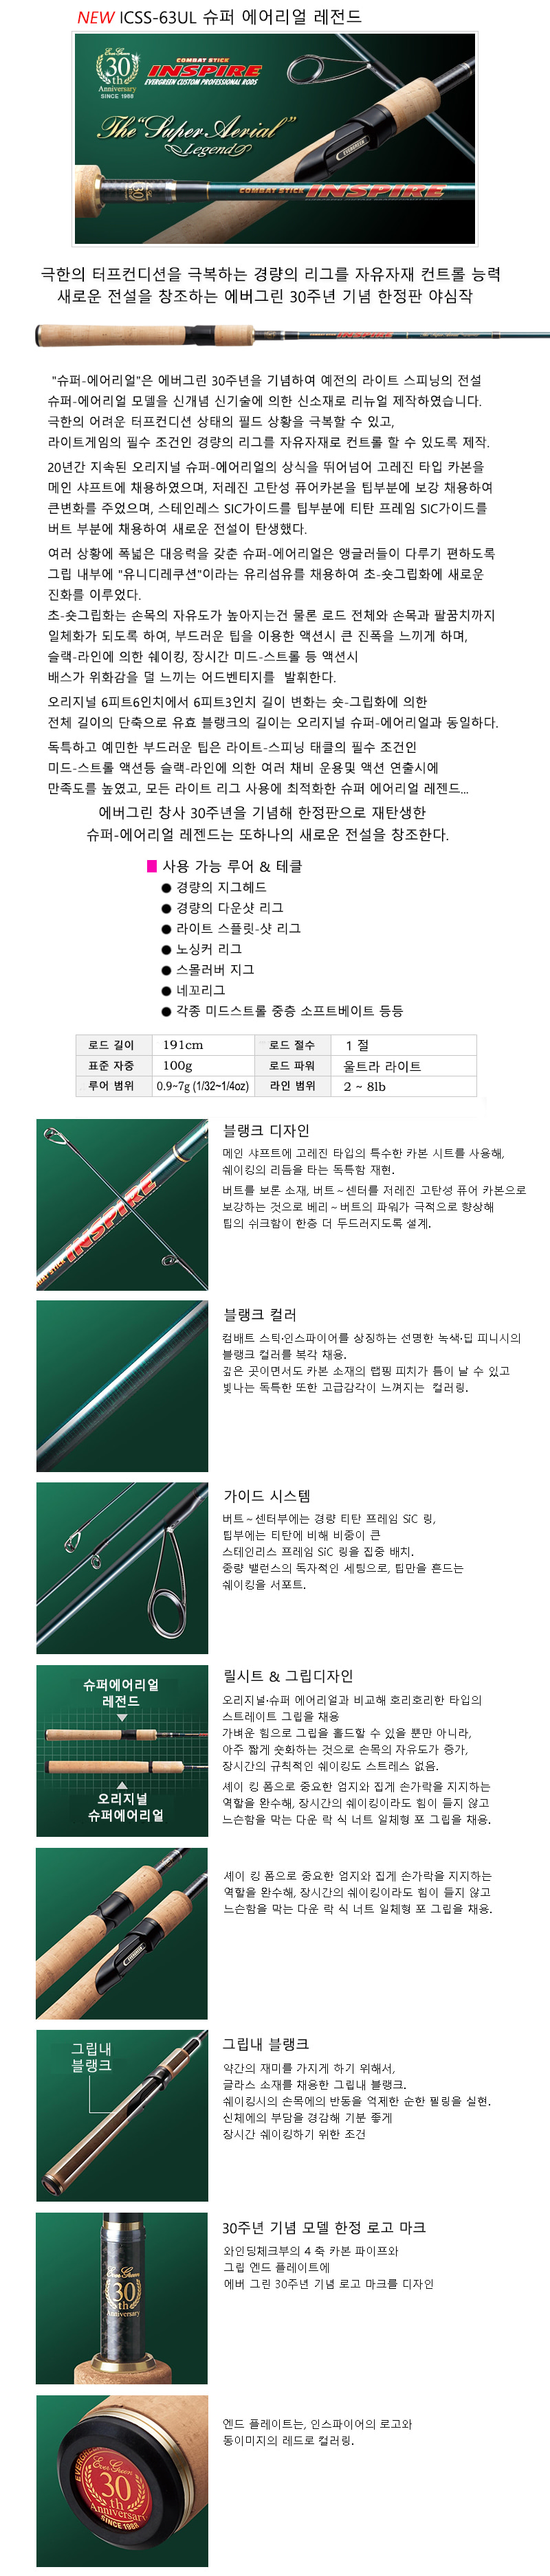 NEW ICSS-63UL 슈퍼 에어리얼 레전드
Ever Green
30
th
Anniversary
SINCE 1988
COMBAT STICK
INSPIRE
EVERGREEN CUSTOM PROFESSIONAL RODS
The "Super Aerial"
Legend
EVERGREEN
COMBAT STICK INSPIRE
극한의 터프컨디션을 극복하는 경량의 리그를 자유자재 컨트롤 능력
새로운 전설을 창조하는 에버그린 30주년 기념 한정판 야심작
"슈퍼-에어리얼"은 에버그린 30주년을 기념하여 예전의 라이트 스피닝의 전설
슈퍼-에어리얼 모델을 신개념 신기술에 의한 신소재로 리뉴얼 제작하였습니다.
극한의 어려운 터프컨디션 상태의 필드 상황을 극복할 수 있고,
라이트게임의 필수 조건인 경량의 리그를 자유자재로 컨트롤 할 수 있도록 제작.
20년간 지속된 오리지널 슈퍼-에어리얼의 상식을 뛰어넘어 고레진 타입 카본을
메인 샤프트에 채용하였으며, 저레진 고탄성 퓨어카본을 팁부분에 보강 채용하여
큰변화를 주었으며, 스테인레스 SIC가이드를 팁부분에 티탄 프레임 SIC가이드를
버트 부분에 채용하여 새로운 전설이 탄생했다.
여러 상황에 폭넓은 대응력을 갖춘 슈퍼-에어리얼은 앵글러들이 다루기 편하도록
그립 내부에 "유니디레쿠션"이라는 유리섬유를 채용하여 초-숏그립화에 새로운
진화를 이루었다.
초-숏그립화는 손목의 자유도가 높아지는건 물론 로드 전체와 손목과 팔꿈치까지
일체화가 되도록 하여, 부드러운 팁을 이용한 액션시 큰 진폭을 느끼게 하며,
슬랙-라인에 의한 쉐이킹, 장시간 미드-스트롤 등 액션시
배스가 위화감을 덜 느끼는 어드벤티지를 발휘한다.
오리지널 6피트6인치에서 6피트3인치 길이 변화는 숏-그립화에 의한
전체 길이의 단축으로 유효 블랭크의 길이는 오리지널 슈퍼-에어리얼과 동일하다.
독특하고 예민한 부드러운 팁은 라이트-스피닝 태클의 필수 조건인
미드-스트롤 액션등 슬랙-라인에 의한 여러 채비 운용및 액션 연출시에
만족도를 높였고, 모든 라이트 리그 사용에 최적화한 슈퍼 에어리얼 레젠드...
에버그린 창사 30주년을 기념해 한정판으로 재탄생한
슈퍼-에어리얼 레젠드는 또하나의 새로운 전설을 창조한다.
■ 사용 가능 루어 & 테클
● 경량의 지그헤드
● 경량의 다운샷 리그
● 라이트 스플릿-샷 리그
● 노싱커 리그
● 스몰러버 지그
● 네꼬리그
● 각종 미드스트롤 중층 소프트베이트 등등
로드 길이 191cm 로드 절수 1 절
표준 자중 100g 로드 파워 울트라 라이트
루어 범위 0.9~7g (1/32~1/4oz) 라인 범위 2 ~ 8lb
COMBAT STICK INSPIRE
블랭크 디자인
메인 샤프트에 고레진 타입의 특수한 카본 시트를 사용해,
쉐이킹의 리듬을 타는 독특함 재현.
버트를 보론 소재, 버트～센터를 저레진 고탄성 퓨어 카본으로
보강하는 것으로 베리～버트의 파워가 극적으로 향상해
팁의 쉬크함이 한층 더 두드러지도록 설계.
블랭크 컬러
컴배트 스틱·인스파이어를 상징하는 선명한 녹색·딥 피니시의
블랭크 컬러를 복각 채용.
깊은 곳이면서도 카본 소재의 랩핑 피치가 틈이 날 수 있고
빛나는 독특한 또한 고급감각이 느껴지는 컬러링.
가이드 시스템
버트～센터부에는 경량 티탄 프레임 SiC 링,
팁부에는 티탄에 비해 비중이 큰
스테인리스 프레임 SiC 링을 집중 배치.
중량 밸런스의 독자적인 세팅으로, 팁만을 흔드는
쉐이킹을 서포트.
슈퍼에어리얼
레전드
오리지널
슈퍼에어리얼
릴시트 & 그립디자인
오리지널·슈퍼 에어리얼과 비교해 호리호리한 타입의
스트레이트 그립을 채용
가벼운 힘으로 그립을 홀드할 수 있을 뿐만 아니라,
아주 짧게 숏화하는 것으로 손목의 자유도가 증가,
장시간의 규칙적인 쉐이킹도 스트레스 없음.
셰이 킹 폼으로 중요한 엄지와 집게 손가락을 지지하는
역할을 완수해, 장시간의 쉐이킹이라도 힘이 들지 않고
느슨함을 막는 다운 락 식 너트 일체형 포 그립을 채용.
EVERGREEN
셰이 킹 폼으로 중요한 엄지와 집게 손가락을 지지하는
역할을 완수해, 장시간의 쉐이킹이라도 힘이 들지 않고
느슨함을 막는 다운 락 식 너트 일체형 포 그립을 채용.
그립내
블랭크
그립내 블랭크
약간의 재미를 가지게 하기 위해서,
글라스 소재를 채용한 그립내 블랭크.
쉐이킹시의 손목에의 반동을 억제한 순한 필링을 실현.
신체에의 부담을 경감해 기분 좋게
장시간 쉐이킹하기 위한 조건
Ever Green
30
th
Anniversary
30주년 기념 모델 한정 로고 마크
와인딩체크부의 4 축 카본 파이프와
그립 엔드 플레이트에
에버 그린 30주년 기념 로고 마크를 디자인
EVERGREEN
Ever Green
30
th
Anniversary
SINCE 1988
엔드 플레이트는, 인스파이어의 로고와
동이미지의 레드로 컬러링.